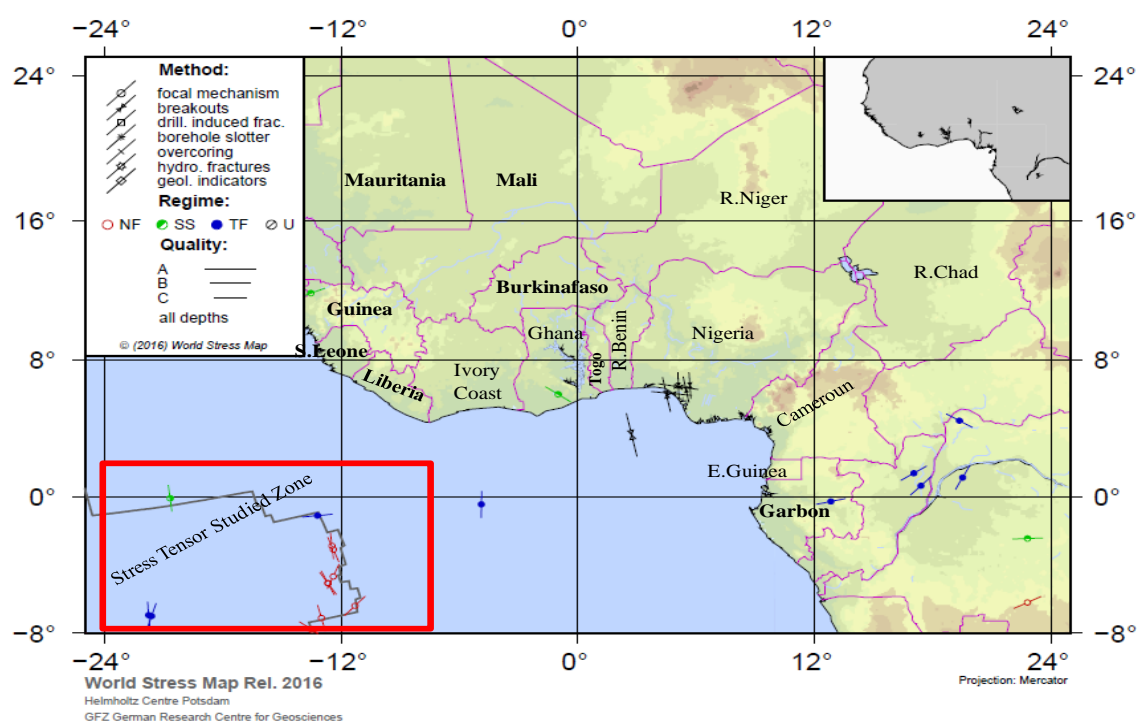 −24° −12° 0° 12° 24°
24° 24°
16° 16°
8° 8°
0° 0°
−8° −8°
−24° −12° 0° 12° 24°
Method:
focal mechanism
breakouts
drill. induced frac.
borehole slotter
overcoring
hydro. fractures
geol. indicators
Regime:
NF SS TF U
Quality:
A
B
C
all depths
© (2016) World Stress Map
Mauritania
Mali
R.Niger
R.Chad
Burkinafaso
Guinea
Ghana
R.Benin
Nigeria
S.Leone
Togo
Ivory
Coast
Liberia
Cameroun
E.Guinea
Garbon
Stress Tensor Studied Zone
World Stress Map Rel. 2016
Helmholtz Centre Potsdam
GFZ German Research Centre for Geosciences
Projection: Mercator